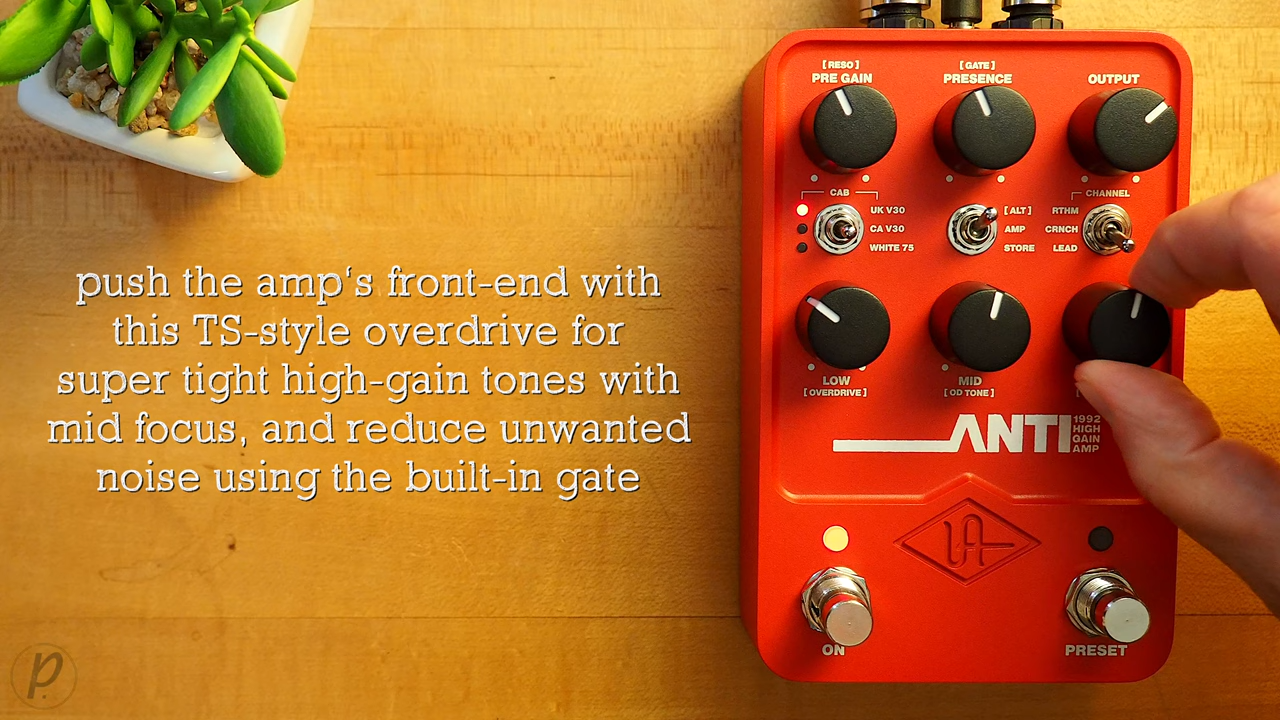 push the amp's front-end with
this TS-style overdrive for
super tight high-gain tones with
mid focus, and reduce unwanted
noise using the built-in gate
[RESO]
PRE GAIN
[GATE]
PRESENCE
OUTPUT
CAB
UK V30
CA V30
WHITE 75
[ALT]
AMP
STORE
CHANNEL
RTHM
CRNCH
LEAD
LOW
[OVERDRIVE]
MID
[OD TONE]
ANTI
1992
HIGH
GAIN
AMP
UA
ON
PRESET
p.